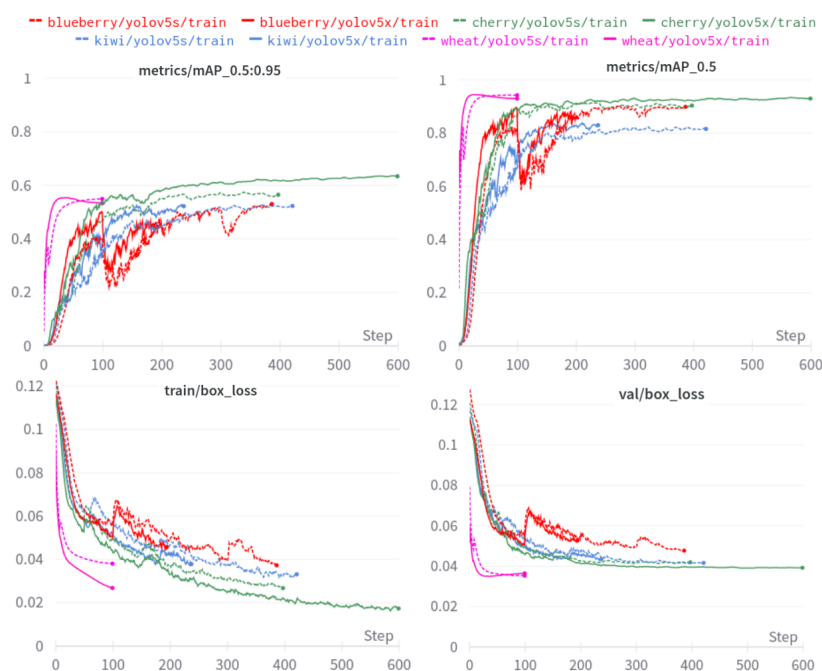 blueberry/yolov5s/train blueberry/yolov5x/train cherry/yolov5s/train cherry/yolov5x/train
kiwi/yolov5s/train kiwi/yolov5x/train wheat/yolov5s/train wheat/yolov5x/train
metrics/mAP_0.5:0.95
1
0.8
0.6
0.4
0.2
0
Step
0 100 200 300 400 500 600
metrics/mAP_0.5
1
0.8
0.6
0.4
0.2
0
Step
0 100 200 300 400 500 600
train/box_loss
0.12
0.1
0.08
0.06
0.04
0.02
0
Step
0 100 200 300 400 500 600
val/box_loss
0.12
0.1
0.08
0.06
0.04
0.02
0
Step
0 100 200 300 400 500 600